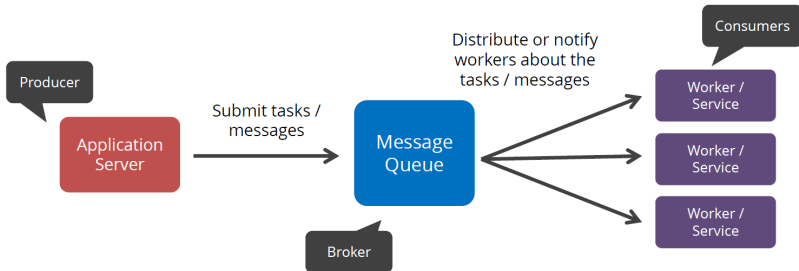 Producer
Application
Server
Submit tasks /
messages
Message
Queue
Broker
Distribute or notify
workers about the
tasks / messages
Consumers
Worker /
Service
Worker /
Service
Worker /
Service